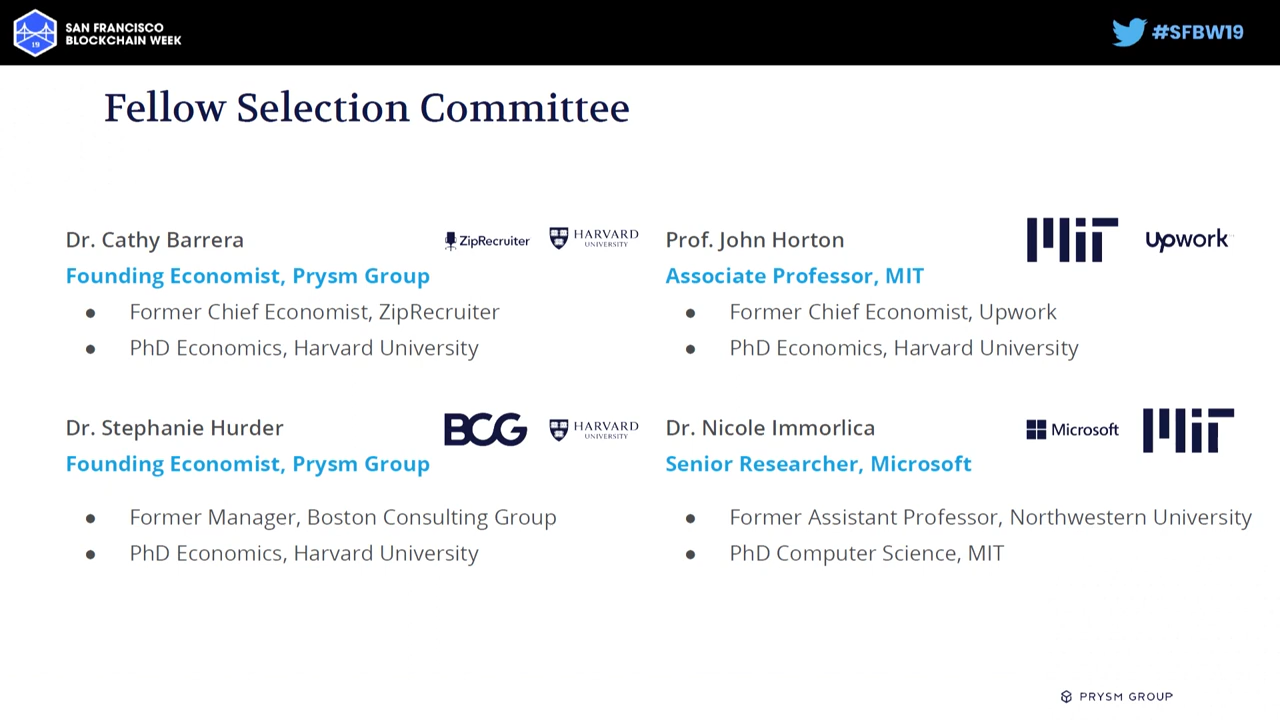 SAN FRANCISCO
BLOCKCHAIN WEEK
19
#SFBW19
Fellow Selection Committee
Dr. Cathy Barrera
ZipRecruiter
HARVARD
UNIVERSITY
Founding Economist, Prysm Group
● Former Chief Economist, ZipRecruiter
● PhD Economics, Harvard University
Prof. John Horton
MIT
upwork
Associate Professor, MIT
● Former Chief Economist, Upwork
● PhD Economics, Harvard University
Dr. Stephanie Hurder
BCG
HARVARD
UNIVERSITY
Founding Economist, Prysm Group
● Former Manager, Boston Consulting Group
● PhD Economics, Harvard University
Dr. Nicole Immorlica
Microsoft
MIT
Senior Researcher, Microsoft
● Former Assistant Professor, Northwestern University
● PhD Computer Science, MIT
PRYSM GROUP